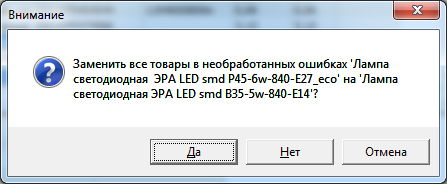 Внимание
Заменить все товары в необработанных ошибках 'Лампа
светодиодная ЭРА LED smd P45-6w-840-E27_eco' на 'Лампа
светодиодная ЭРА LED smd B35-5w-840-E14'?
Да
Нет
Отмена